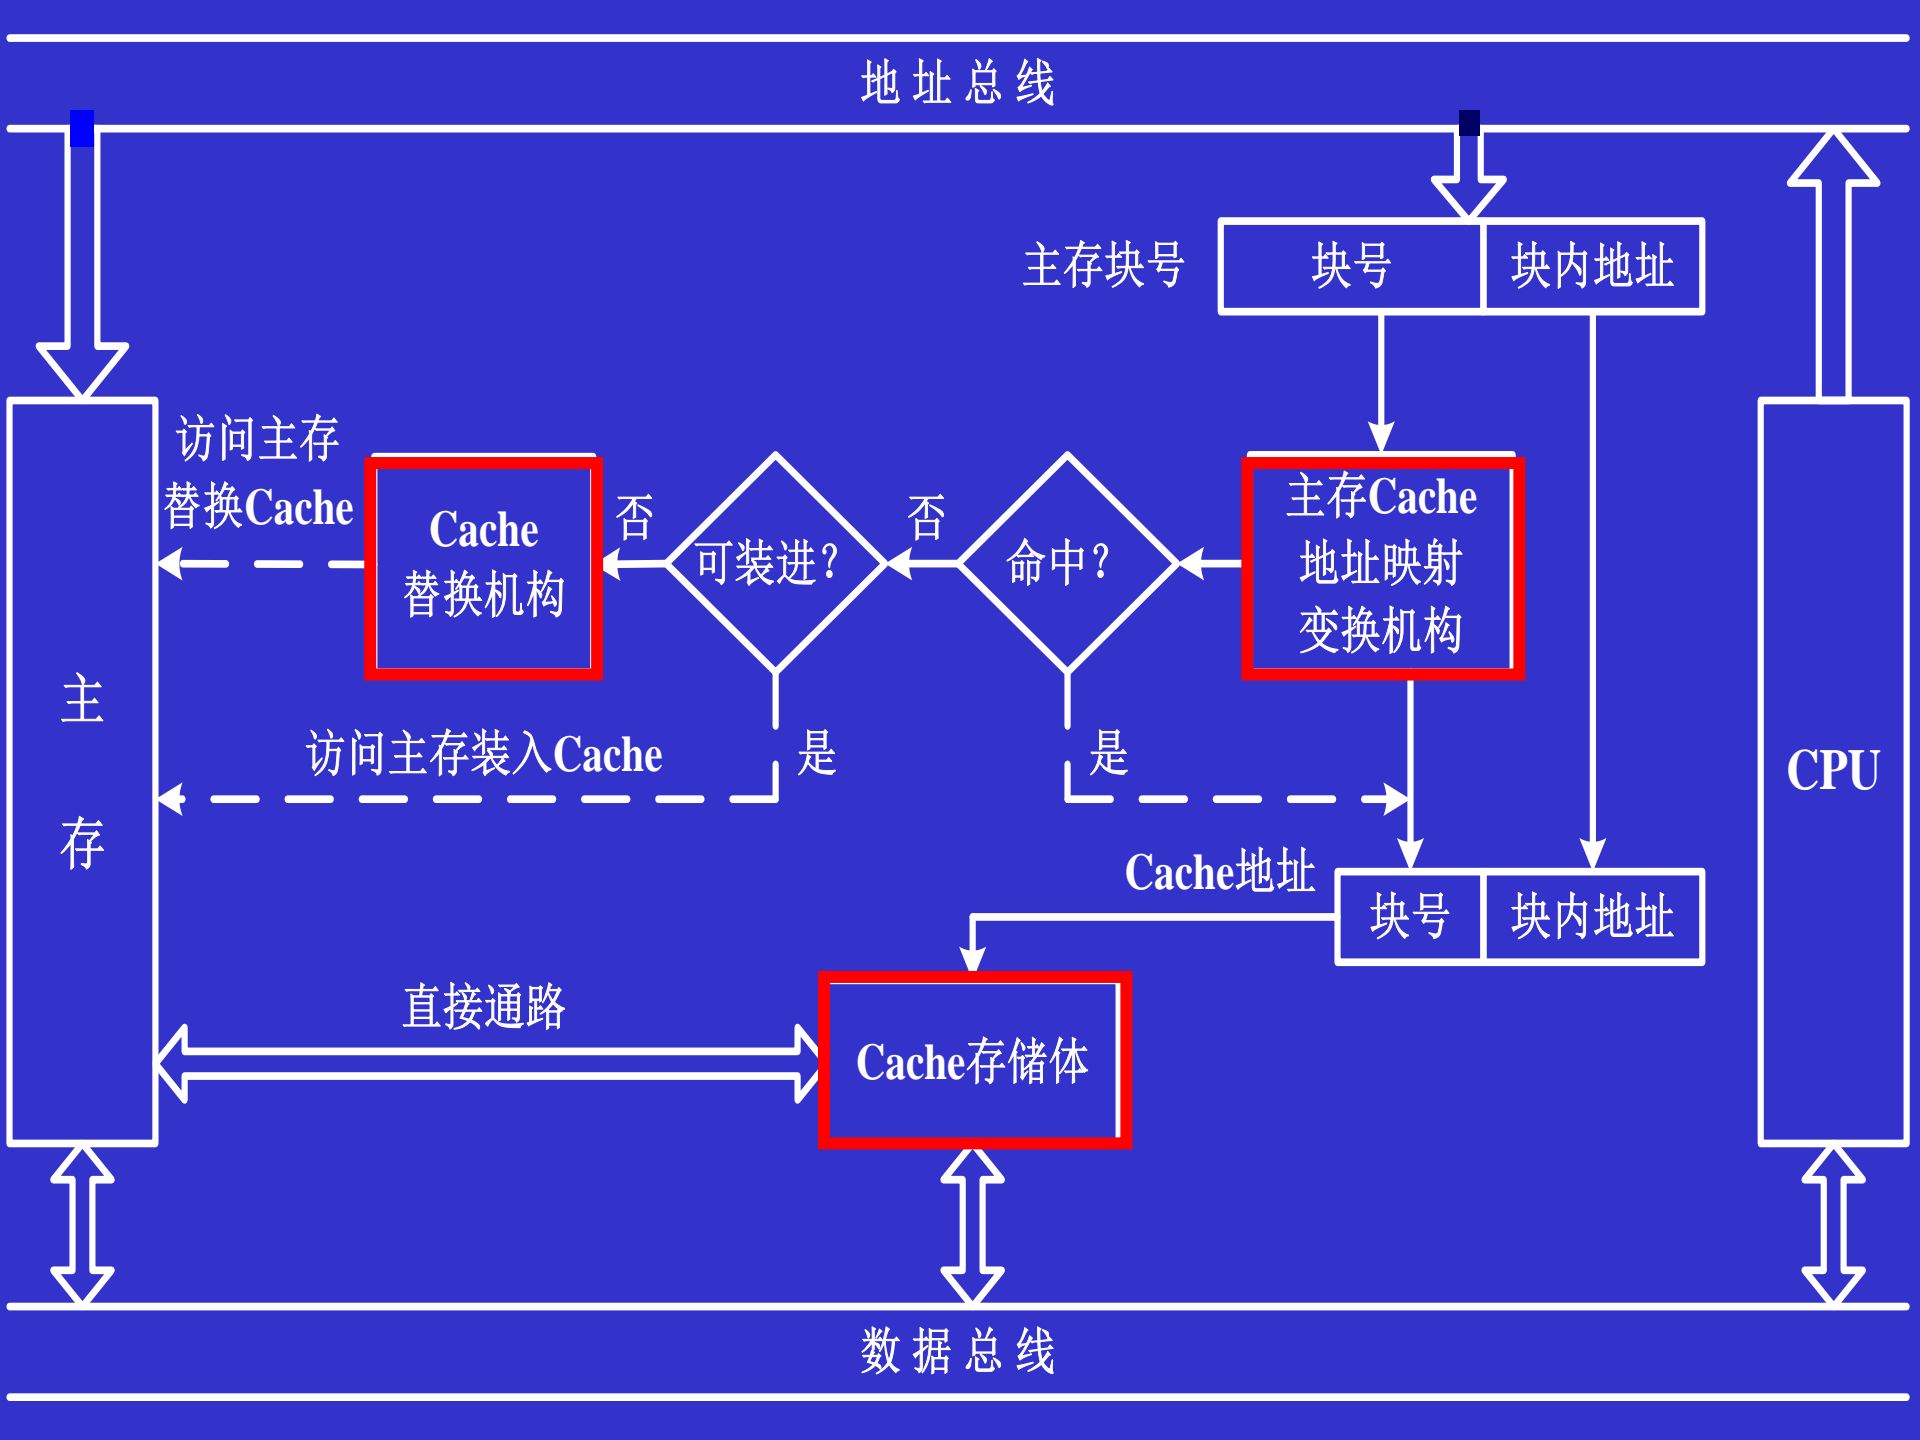 地 址 总 线
主存块号
块号
块内地址
访问主存
替换Cache
Cache
替换机构
否
可装进?
否
命中?
主存Cache
地址映射
变换机构
主
存
访问主存装入Cache
是
是
CPU
Cache地址
块号
块内地址
直接通路
Cache存储体
数 据 总 线